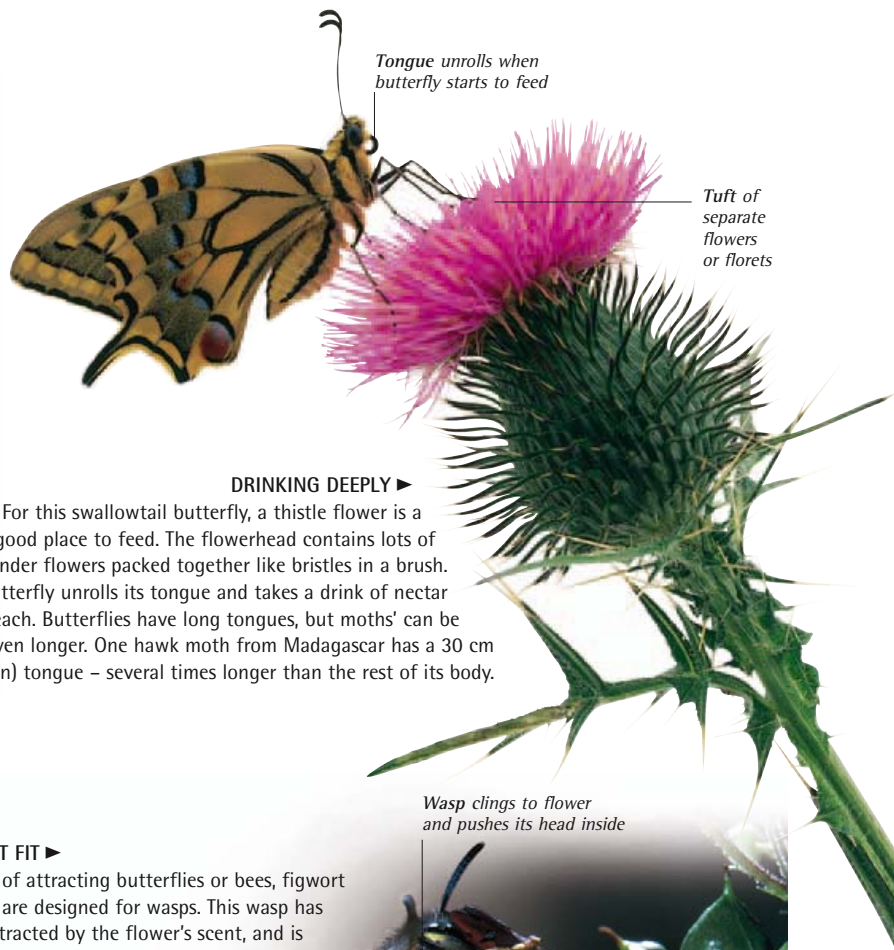 Tongue unrolls when
butterfly starts to feed
Tuft of
separate
flowers
or florets
DRINKING DEEPLY ►
For this swallowtail butterfly, a thistle flower is a
good place to feed. The flowerhead contains lots of
flowers packed together like bristles in a brush.
unrolls its tongue and takes a drink of nectar
each. Butterflies have long tongues, but moths’ can be
longer. One hawk moth from Madagascar has a 30 cm
tongue – several times longer than the rest of its body.
Wasp clings to flower
and pushes its head inside
FIT ►
of attracting butterflies or bees, figwort
are designed for wasps. This wasp has
by the flower’s scent, and is